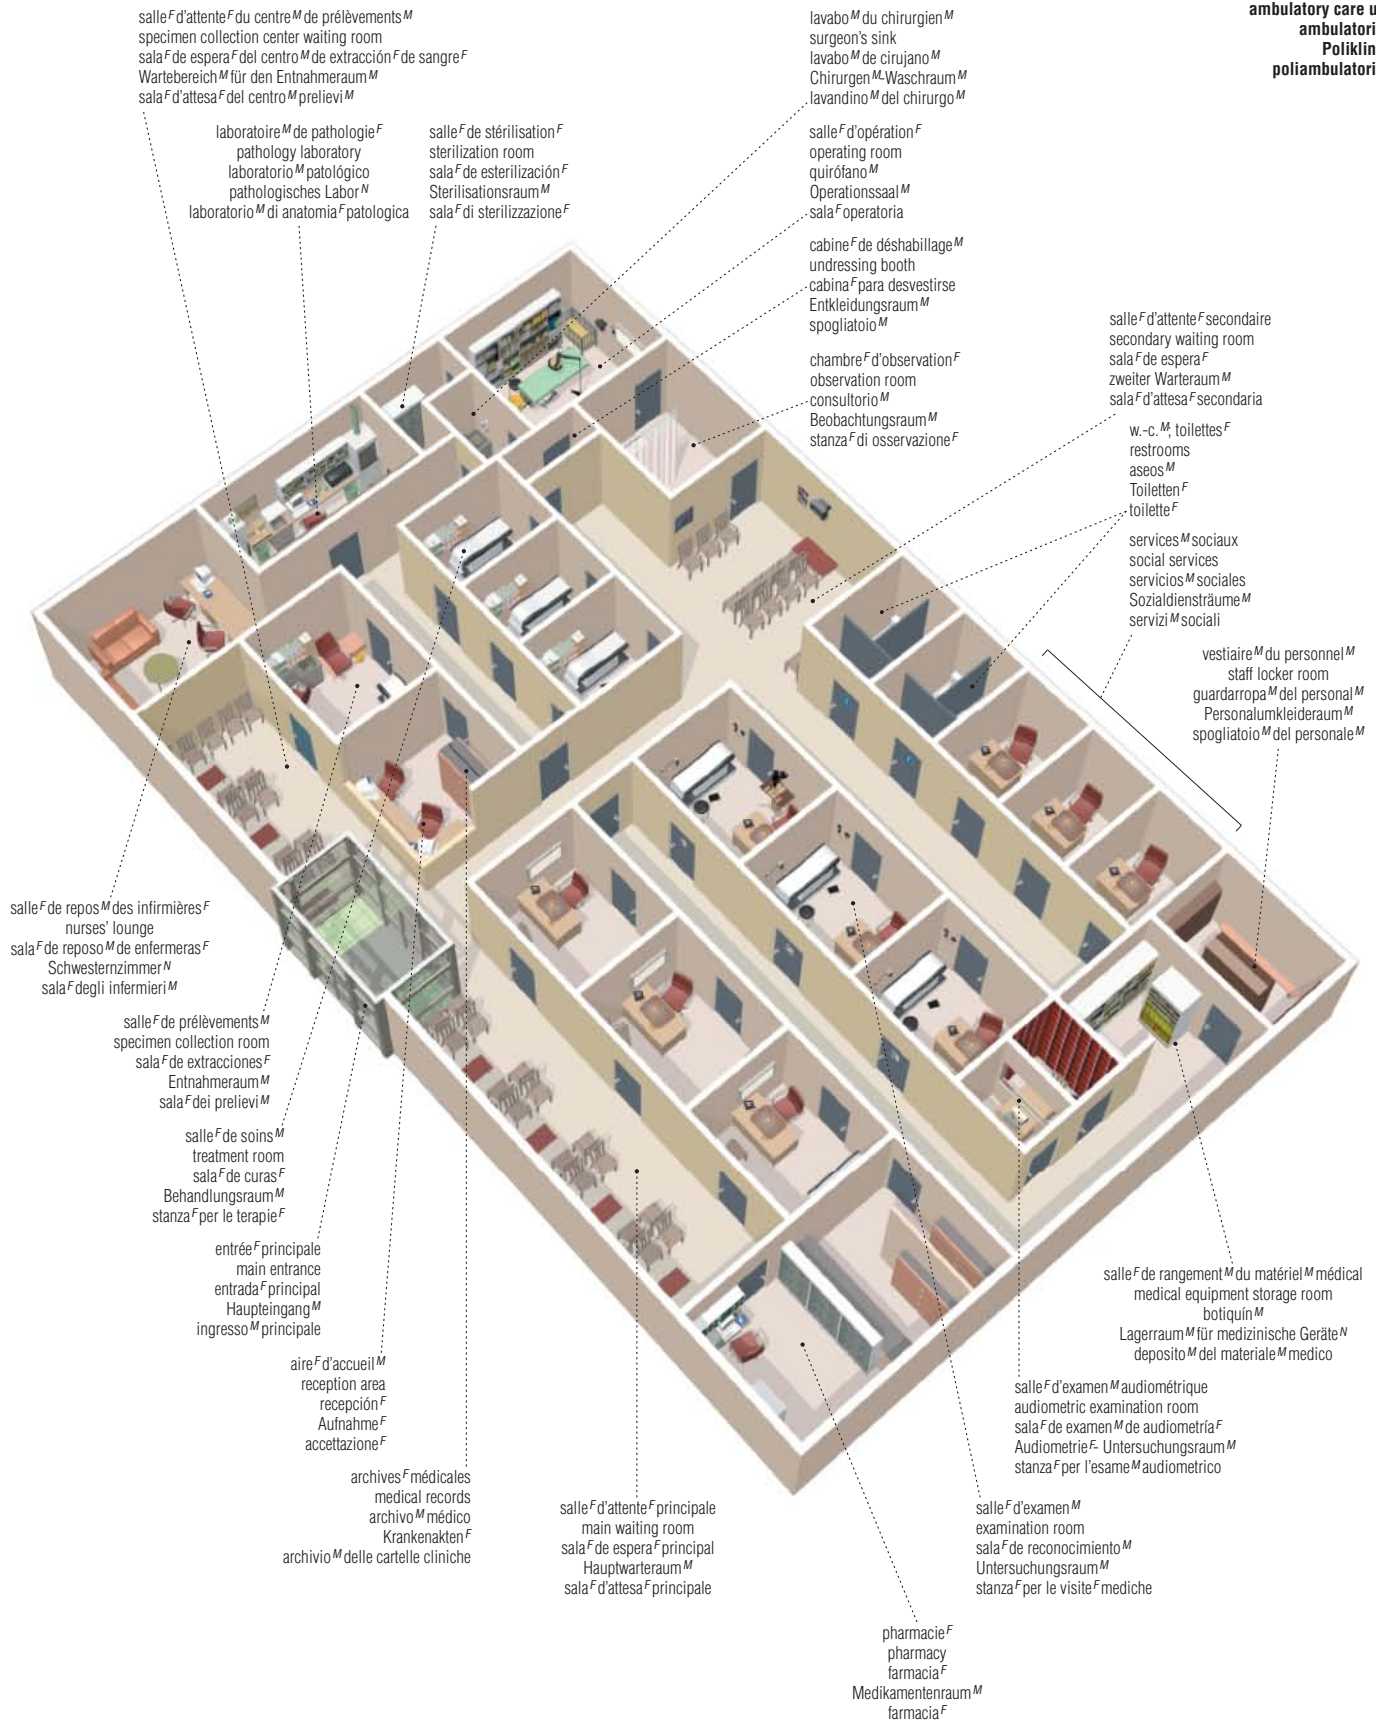 ambulatory care u
ambulatori
Poliklin
poliambulatori
salle F d'attente F du centre M de prélèvements M
specimen collection center waiting room
sala F de espera F del centro M de extracción F de sangre F
Wartebereich M für den Entnahmeraum M
sala F d'attesa F del centro M prelievi M
laboratoire M de pathologie F
pathology laboratory
laboratorio M patológico
pathologisches Labor N
laboratorio M di anatomia F patologica
salle F de stérilisation F
sterilization room
sala F de esterilización F
Sterilisationsraum M
sala F di sterilizzazione F
lavabo M du chirurgien M
surgeon's sink
lavabo M de cirujano M
Chirurgen M-Waschraum M
lavandino M del chirurgo M
salle F d'opération F
operating room
quirófano M
Operationssaal M
sala F operatoria
cabine F de déshabillage M
undressing booth
cabina F para desvestirse
Entkleidungsraum M
spogliatoio M
chambre F d'observation F
observation room
consultorio M
Beobachtungsraum M
stanza F di osservazione F
salle F d'attente F secondaire
secondary waiting room
sala F de espera F
zweiter Warteraum M
sala F d'attesa F secondaria
w.-c. M; toilettes F
restrooms
aseos M
Toiletten F
toilette F
services M sociaux
social services
servicios M sociales
Sozialdiensträume M
servizi M sociali
vestiaire M du personnel M
staff locker room
guardarropa M del personal M
Personalumkleideraum M
spogliatoio M del personale M
salle F de repos M des infirmières F
nurses' lounge
sala F de reposo M de enfermeras F
Schwesternzimmer N
sala F degli infermieri M
salle F de prélèvements M
specimen collection room
sala F de extracciones F
Entnahmeraum M
sala F dei prelievi M
salle F de soins M
treatment room
sala F de curas F
Behandlungsraum M
stanza F per le terapie F
entrée F principale
main entrance
entrada F principal
Haupteingang M
ingresso M principale
aire F d'accueil M
reception area
recepción F
Aufnahme F
accettazione F
archives F médicales
medical records
archivo M médico
Krankenakten F
archivio M delle cartelle cliniche
salle F d'attente F principale
main waiting room
sala F de espera F principal
Hauptwarteraum M
sala F d'attesa F principale
pharmacie F
pharmacy
farmacia F
Medikamentenraum M
farmacia F
salle F d'examen M
examination room
sala F de reconocimiento M
Untersuchungsraum M
stanza F per le visite F mediche
salle F d'examen M audiométrique
audiometric examination room
sala F de examen M de audiometría F
Audiometrie F- Untersuchungsraum M
stanza F per l'esame M audiometrico
salle F de rangement M du matériel M médical
medical equipment storage room
botiquín M
Lagerraum M für medizinische Geräte N
deposito M del materiale M medico